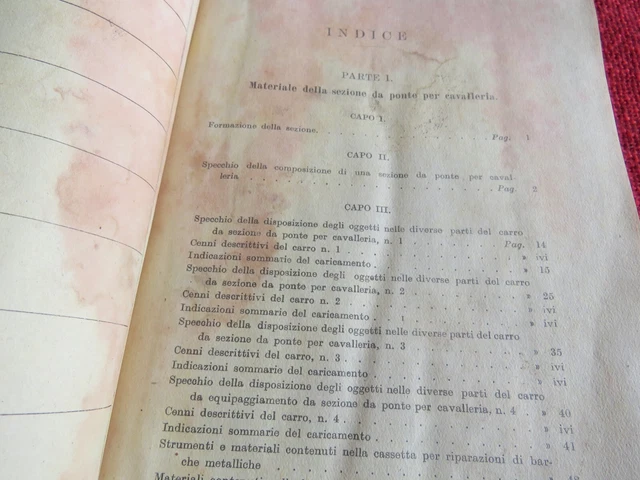 INDICE
PARTE I.
Materiale della sezione da ponte per cavalleria.
CAPO I.
Formazione della sezione. . . . . . . . . . . . Pag. 1
CAPO II.
Specchio della composizione di una sezione da ponte per caval-
leria . . . . . . . . . . . . . . . . . Pag. 2
CAPO III.
Specchio della disposizione degli oggetti nelle diverse parti del carro
da sezione da ponte per cavalleria, n. 1 Pag. 14
Cenni descrittivi del carro n. 1 . . . . . . . . . » ivi
Indicazioni sommarie del caricamento . . . . . . . . » 15
Specchio della disposizione degli oggetti nelle diverse parti del carro
da sezione da ponte per cavalleria, n. 2 . . . . . . » 25
Cenni descrittivi del carro n. 2 . . . . . . . . . » ivi
Indicazioni sommarie del caricamento . . . . . . . . » ivi
Specchio della disposizione degli oggetti nelle diverse parti del carro
da sezione da ponte per cavalleria, n. 3 . . . . . . » 35
Cenni descrittivi del carro, n. 3 . . . . . . . . . » ivi
Indicazioni sommarie del caricamento . . . . . . . . » ivi
Specchio della disposizione degli oggetti nelle diverse parti del carro
da equipaggiamento da sezione da ponte per cavalleria, n. 4 . » 40
Cenni descrittivi del carro, n. 4 . . . . . . . . . » ivi
Indicazioni sommarie del caricamento . . . . . . . . » 41
Strumenti e materiali contenuti nella cassetta per riparazioni di bar-
che metalliche . . . . . . . . . . . . . »
Materiali